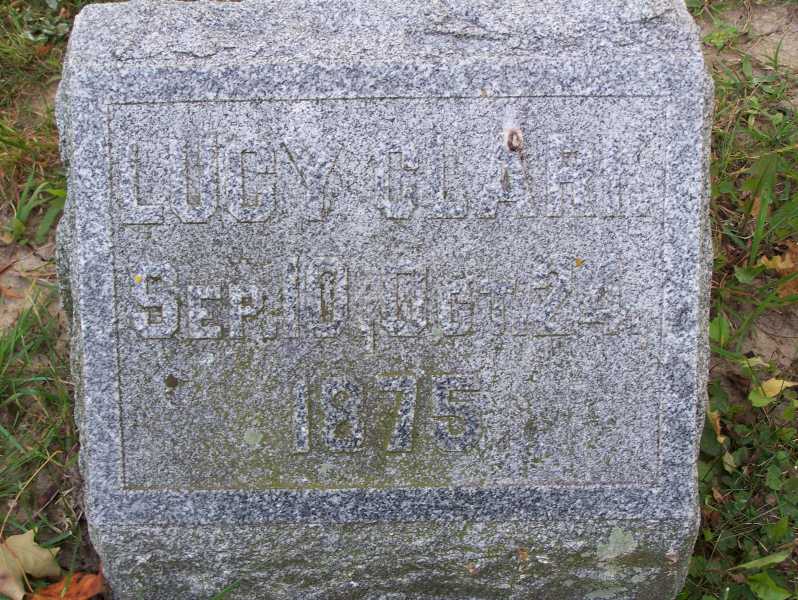 LUCY CLARK
SEP. 10, OCT. 24,
1875